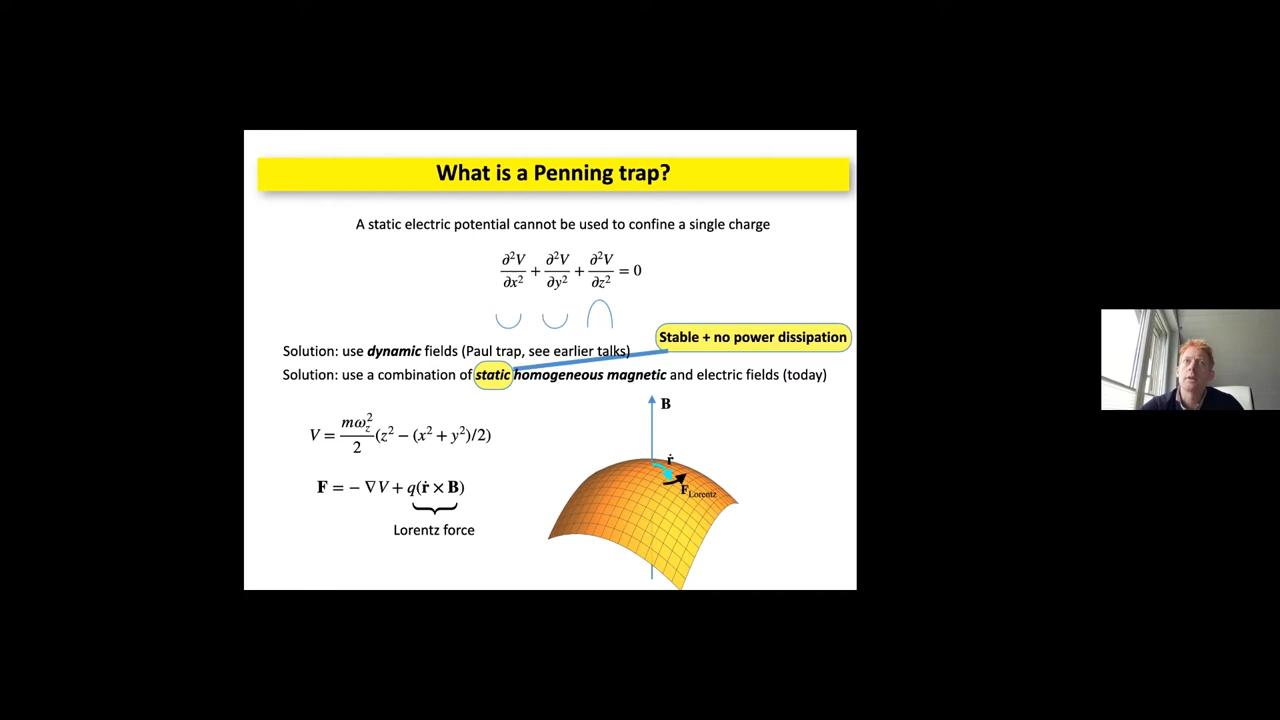 What is a Penning trap?
A static electric potential cannot be used to confine a single charge
∂²V/∂x² + ∂²V/∂y² + ∂²V/∂z² = 0
Stable + no power dissipation
Solution: use dynamic fields (Paul trap, see earlier talks)
Solution: use a combination of static homogeneous magnetic and electric fields (today)
B
V = mω_z²/2 (z² − (x² + y²)/2)
ṙ
F = − ∇V + q(ṙ × B)
F_Lorentz
Lorentz force